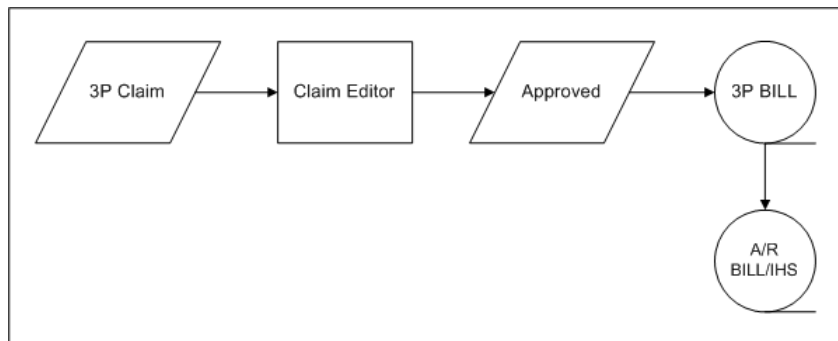 3P Claim
Claim Editor
Approved
3P BILL
A/R
BILL/IHS